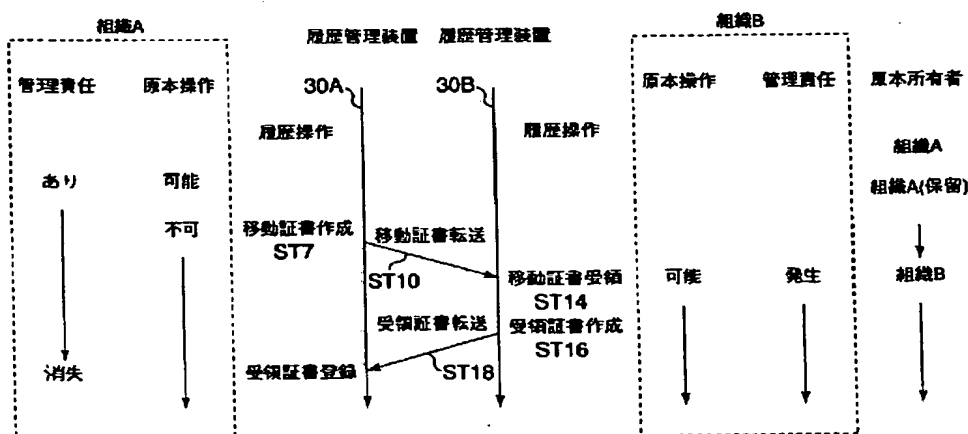 組織A
履歴管理装置 履歴管理装置
組織B
管理責任 原本操作
30A
30B
原本操作 管理責任 原本所有者
履歴操作
履歴操作
組織A
あり 可能
組織A(保留)
不可
移動証書作成
ST7
移動証書転送
ST10
移動証書受領
ST14
可能 発生 組織B
受領証書転送
受領証書作成
ST16
消失
受領証書登録
ST18